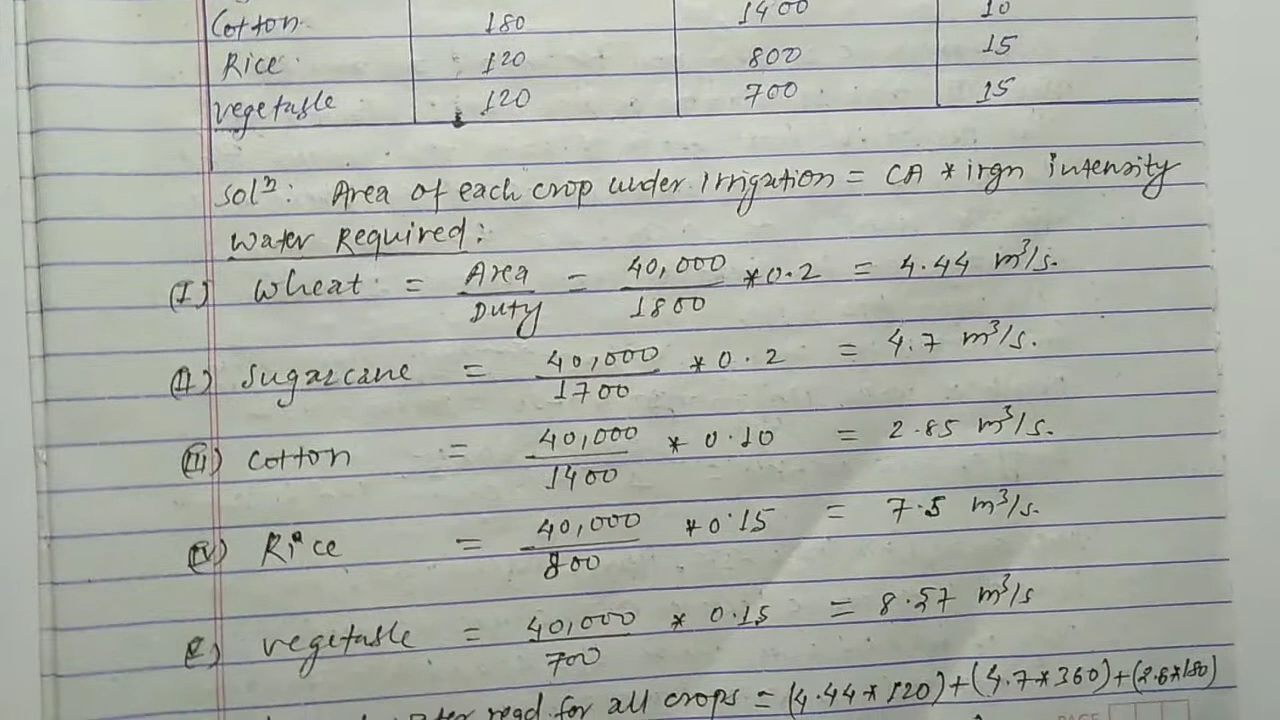 Cotton 180 1400 10
Rice 120 800 15
vegetable 120 700 15
Solⁿ: Area of each crop under irrigation = CA * irgn intensity
Water Required:
(I) Wheat = Area / Duty = 40,000 / 1800 * 0.2 = 4.44 m³/s.
(II) Sugarcane = 40,000 / 1700 * 0.2 = 4.7 m³/s.
(III) Cotton = 40,000 / 1400 * 0.10 = 2.85 m³/s.
(IV) Rice = 40,000 / 800 * 0.15 = 7.5 m³/s.
vegetable = 40,000 / 700 * 0.15 = 8.57 m³/s
reqd for all crops = (4.44*120)+(4.7*360)+(2.8*180)
PAGE